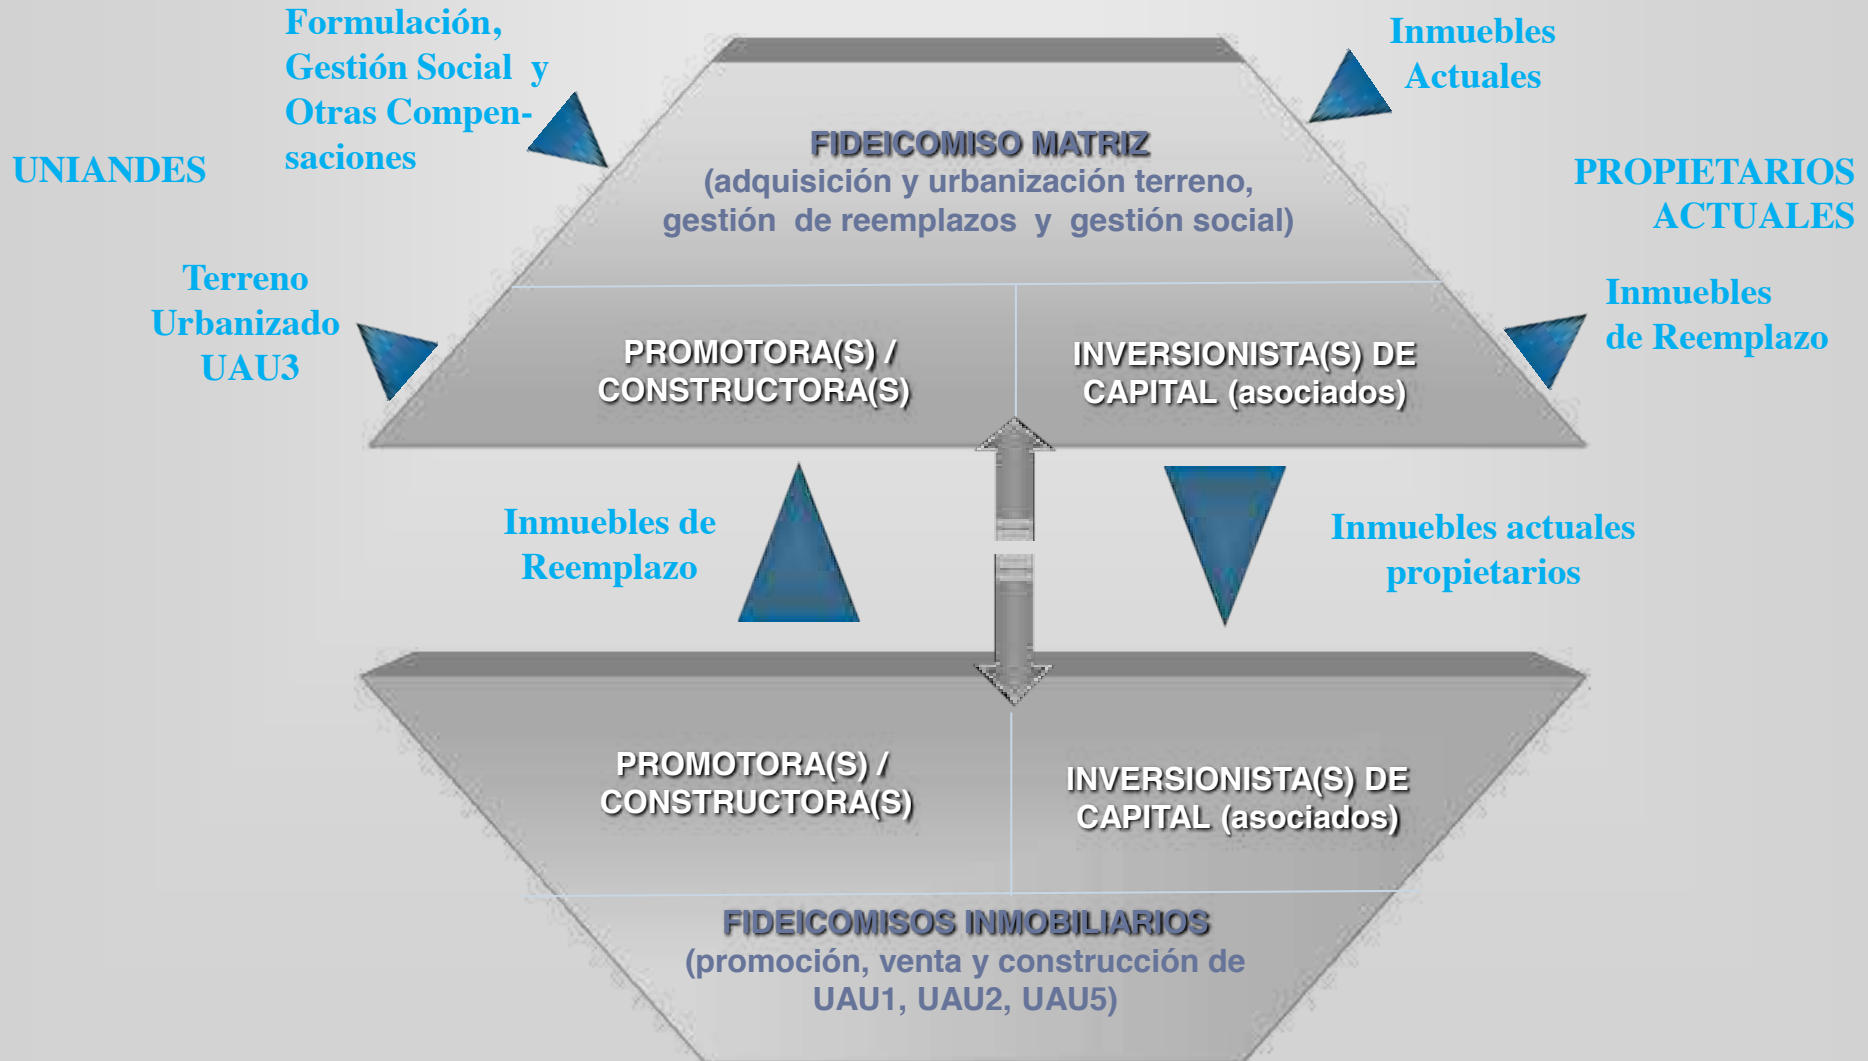 Formulación,
Gestión Social y
Otras Compen-
saciones
UNIANDES
Terreno
Urbanizado
UAU3
Inmuebles
Actuales
PROPIETARIOS
ACTUALES
Inmuebles
de Reemplazo
FIDEICOMISO MATRIZ
(adquisición y urbanización terreno,
gestión de reemplazos y gestión social)
PROMOTORA(S) /
CONSTRUCTORA(S)
INVERSIONISTA(S) DE
CAPITAL (asociados)
Inmuebles de
Reemplazo
Inmuebles actuales
propietarios
PROMOTORA(S) /
CONSTRUCTORA(S)
INVERSIONISTA(S) DE
CAPITAL (asociados)
FIDEICOMISOS INMOBILIARIOS
(promoción, venta y construcción de
UAU1, UAU2, UAU5)